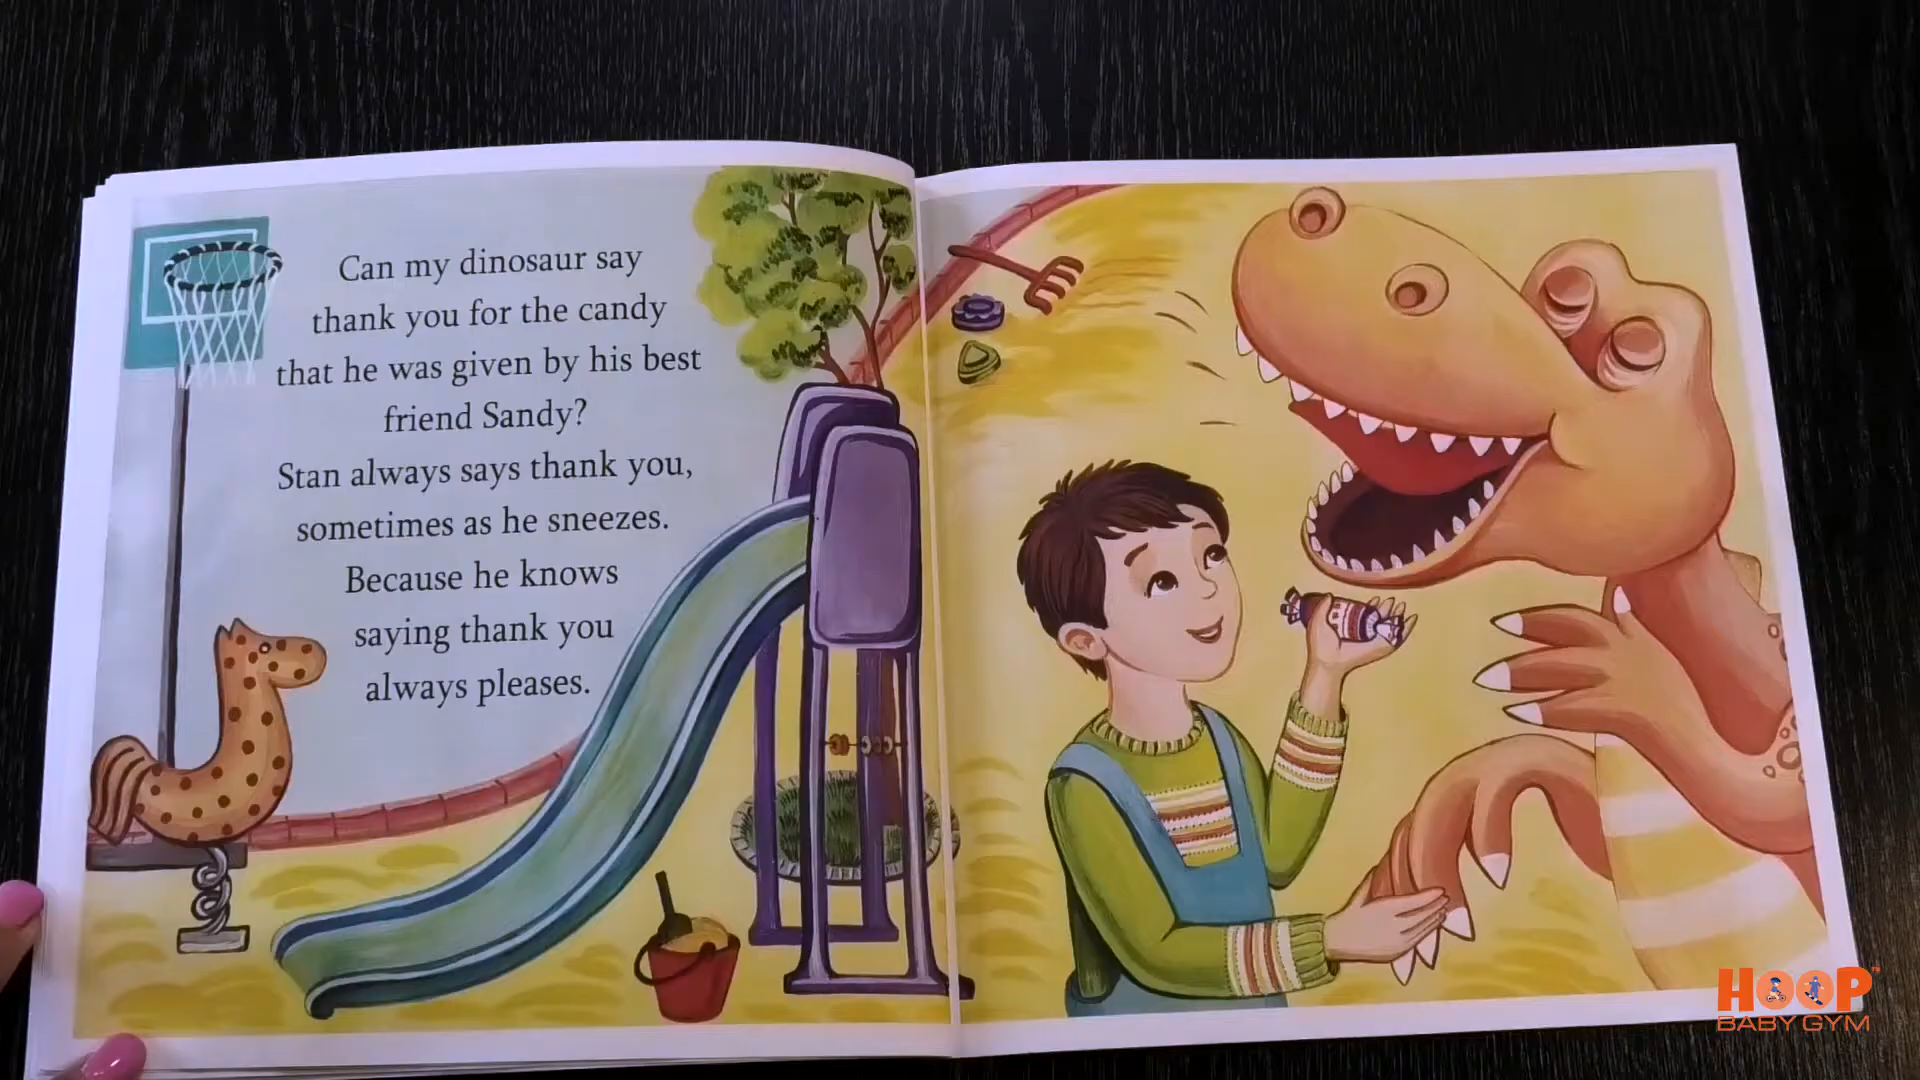 Can my dinosaur say
thank you for the candy
that he was given by his best
friend Sandy?
Stan always says thank you,
sometimes as he sneezes.
Because he knows
saying thank you
always pleases.
HOOP
BABY GYM